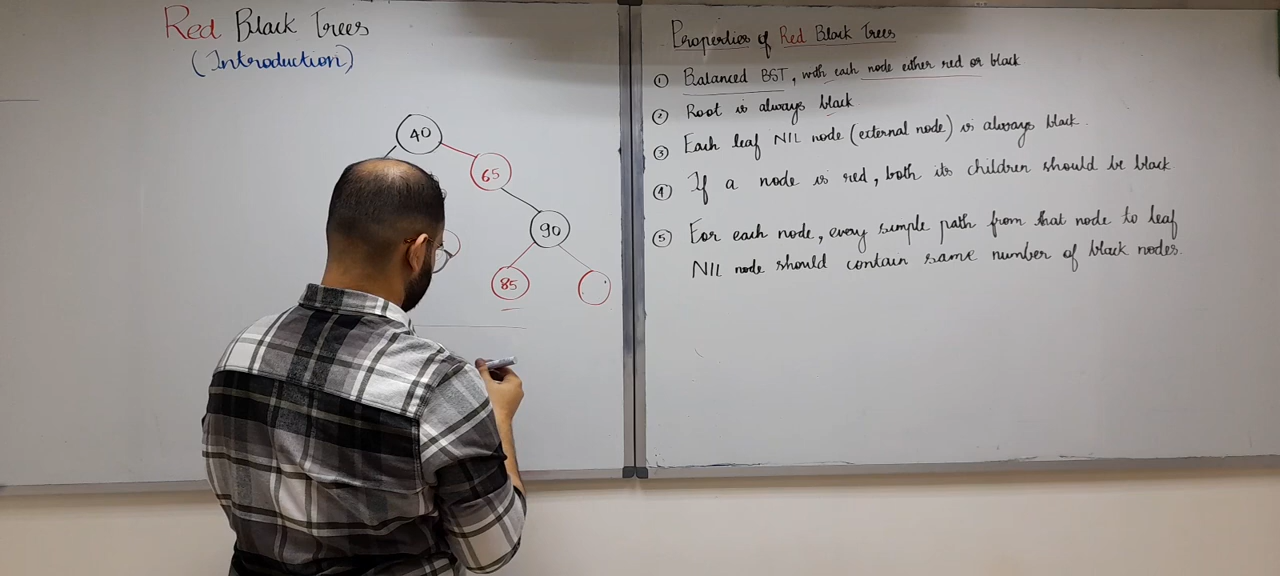 Red Black Trees
(Introduction)
40
65
90
85
Properties of Red Black Trees
① Balanced BST, with each node either red or black
② Root is always black
③ Each leaf NIL node (external node) is always black.
④ If a node is red, both its children should be black
⑤ For each node, every simple path from that node to leaf
NIL node should contain same number of black nodes.